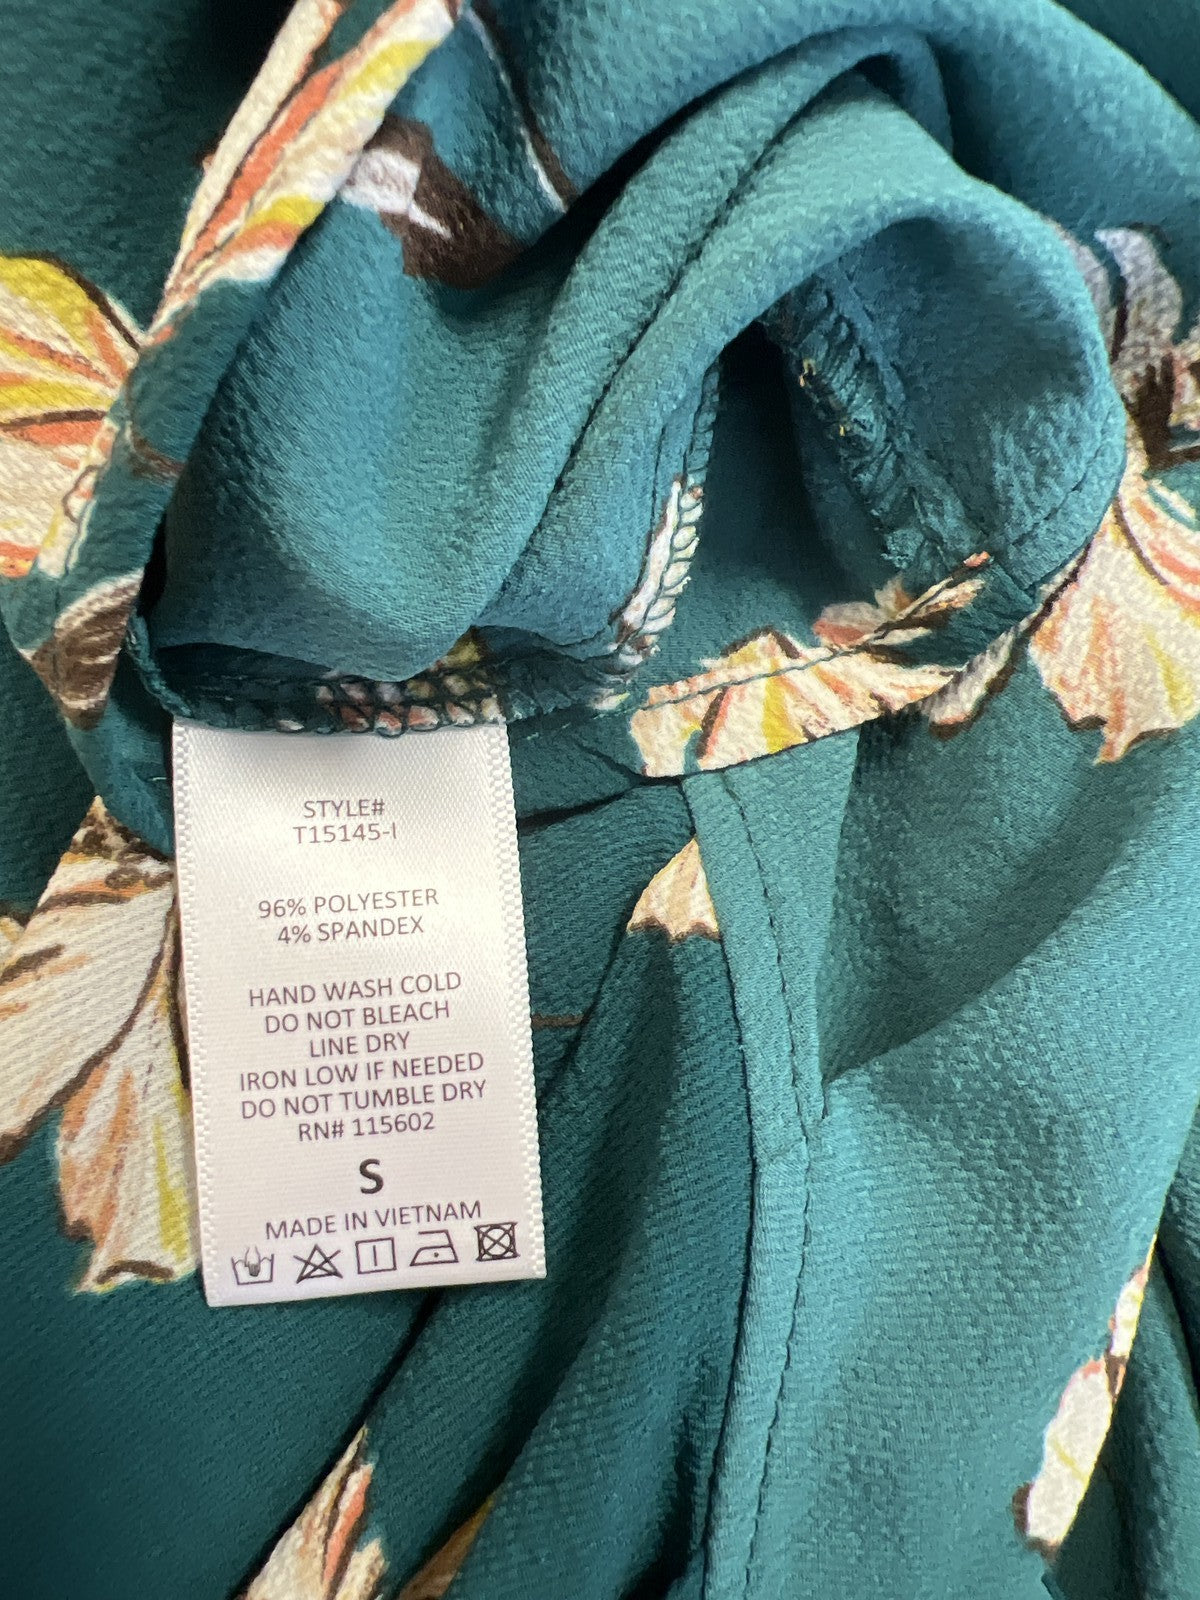 STYLE#
T15145-I
96% POLYESTER
4% SPANDEX
HAND WASH COLD
DO NOT BLEACH
LINE DRY
IRON LOW IF NEEDED
DO NOT TUMBLE DRY
RN# 115602
S
MADE IN VIETNAM